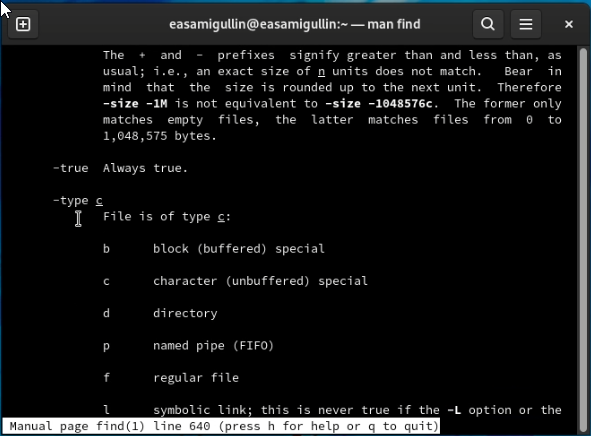 easamigullin@easamigullin:~ — man find
The + and - prefixes signify greater than and less than, as
usual; i.e., an exact size of n units does not match. Bear in
mind that the size is rounded up to the next unit. Therefore
-size -1M is not equivalent to -size -1048576c. The former only
matches empty files, the latter matches files from 0 to
1,048,575 bytes.
-true Always true.
-type c
File is of type c:
b block (buffered) special
c character (unbuffered) special
d directory
p named pipe (FIFO)
f regular file
l symbolic link; this is never true if the -L option or the
Manual page find(1) line 640 (press h for help or q to quit)